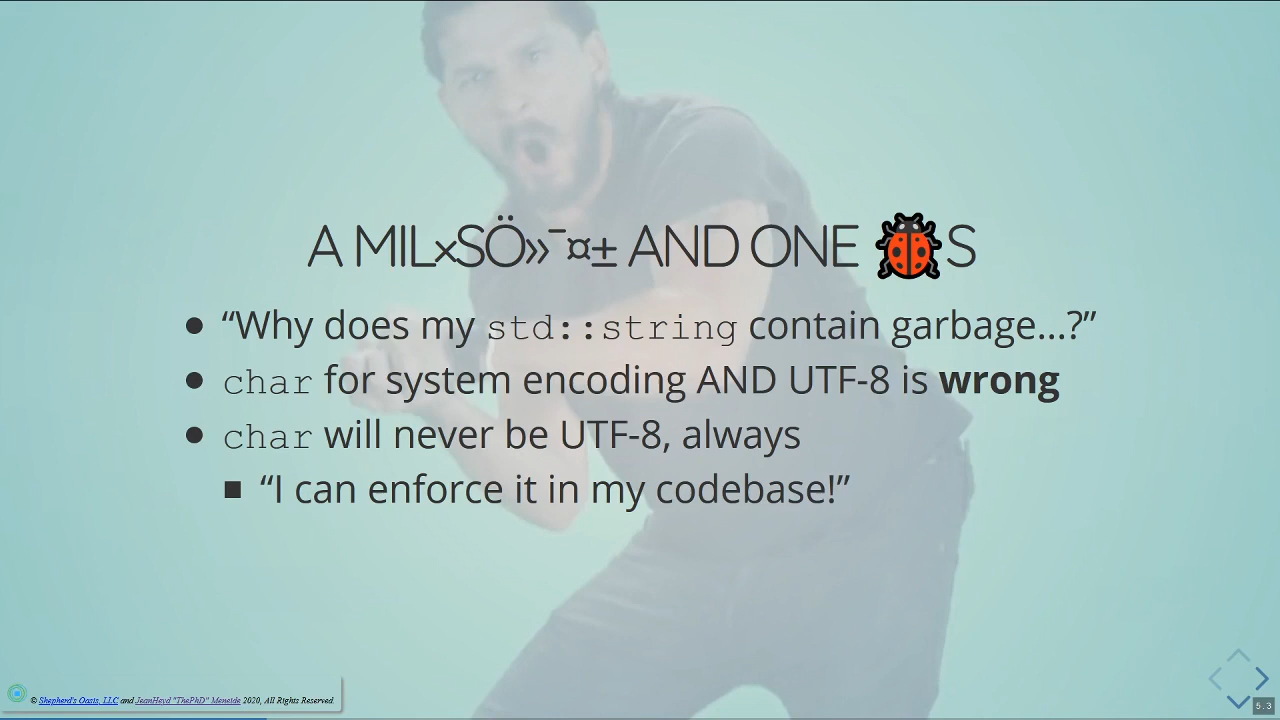 A MIL×SÖ»¯¤± AND ONE 🐞S
“Why does my std::string contain garbage…?”
char for system encoding AND UTF-8 is wrong
char will never be UTF-8, always
“I can enforce it in my codebase!”
© Shepherd's Oasis, LLC and JeanHeyd "ThePhD" Meneide 2020, All Rights Reserved.
5.3